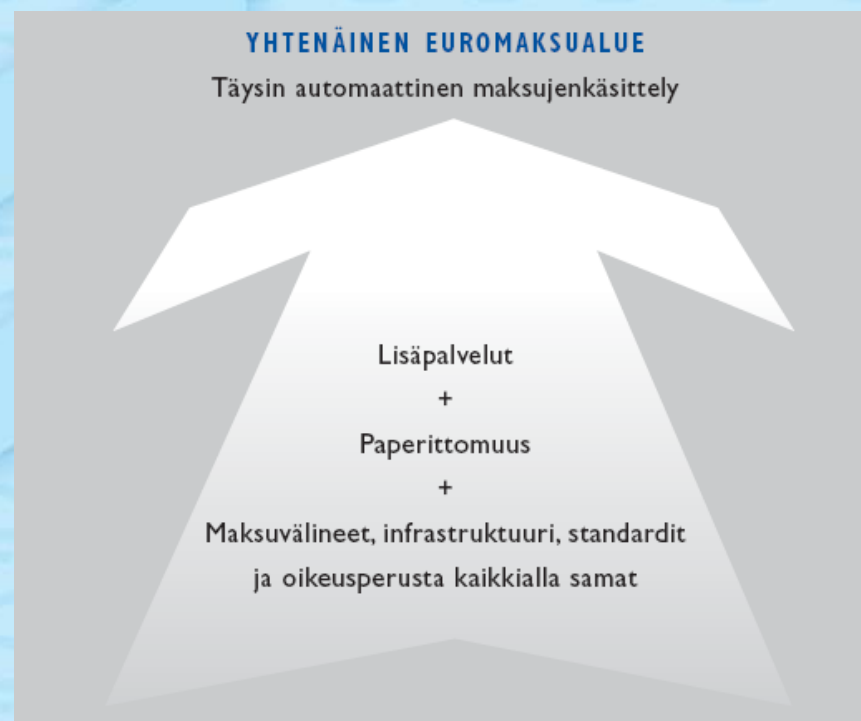 YHTENÄINEN EUROMAKSUALUE
Täysin automaattinen maksujenkäsittely
Lisäpalvelut
+
Paperittomuus
+
Maksuvälineet, infrastruktuuri, standardit
ja oikeusperusta kaikkialla samat